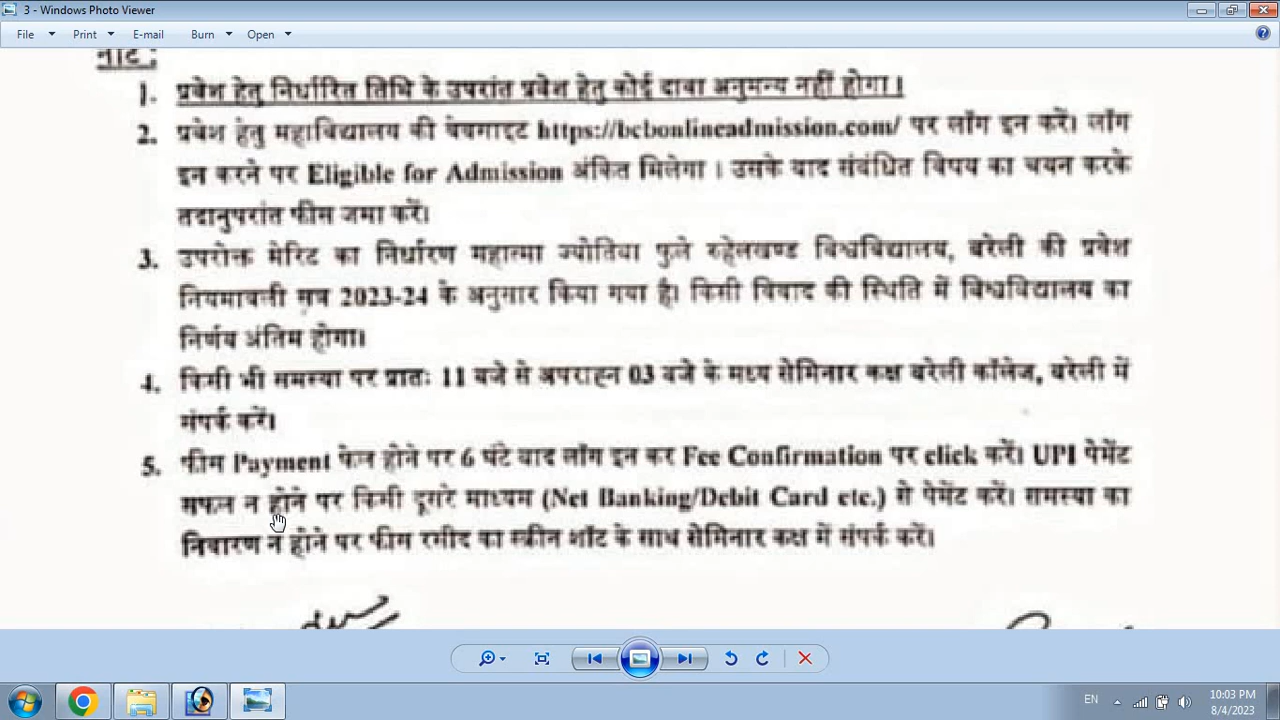 3 - Windows Photo Viewer
File Print E-mail Burn Open
नोट :
1. प्रवेश हेतु निर्धारित तिथि के उपरांत प्रवेश हेतु कोई दावा अनुमन्य नहीं होगा ।
2. प्रवेश हेतु महाविद्यालय की वेबसाइट https://bcbonlineadmission.com/ पर लॉग इन करें। लॉग
इन करने पर Eligible for Admission अंकित मिलेगा । उसके बाद संबंधित विषय का चयन करके
तदानुपरांत फीस जमा करें।
3. उपरोक्त मेरिट का निर्धारण महात्मा ज्योतिबा फुले रुहेलखण्ड विश्वविद्यालय, बरेली की प्रवेश
नियमावली सत्र 2023-24 के अनुसार किया गया है। किसी विवाद की स्थिति में विश्वविद्यालय का
निर्णय अंतिम होगा।
4. किसी भी समस्या पर प्रातः 11 बजे से अपराह्न 03 बजे के मध्य सेमिनार कक्ष बरेली कॉलेज, बरेली में
संपर्क करें।
5. फीस Payment फेल होने पर 6 घंटे बाद लॉग इन कर Fee Confirmation पर click करें। UPI पेमेंट
सफल न होने पर किसी दूसरे माध्यम (Net Banking/Debit Card etc.) से पेमेंट करें। समस्या का
निवारण न होने पर फीस रसीद का स्क्रीन शॉट के साथ सेमिनार कक्ष में संपर्क करें।
EN
10:03 PM
8/4/2023